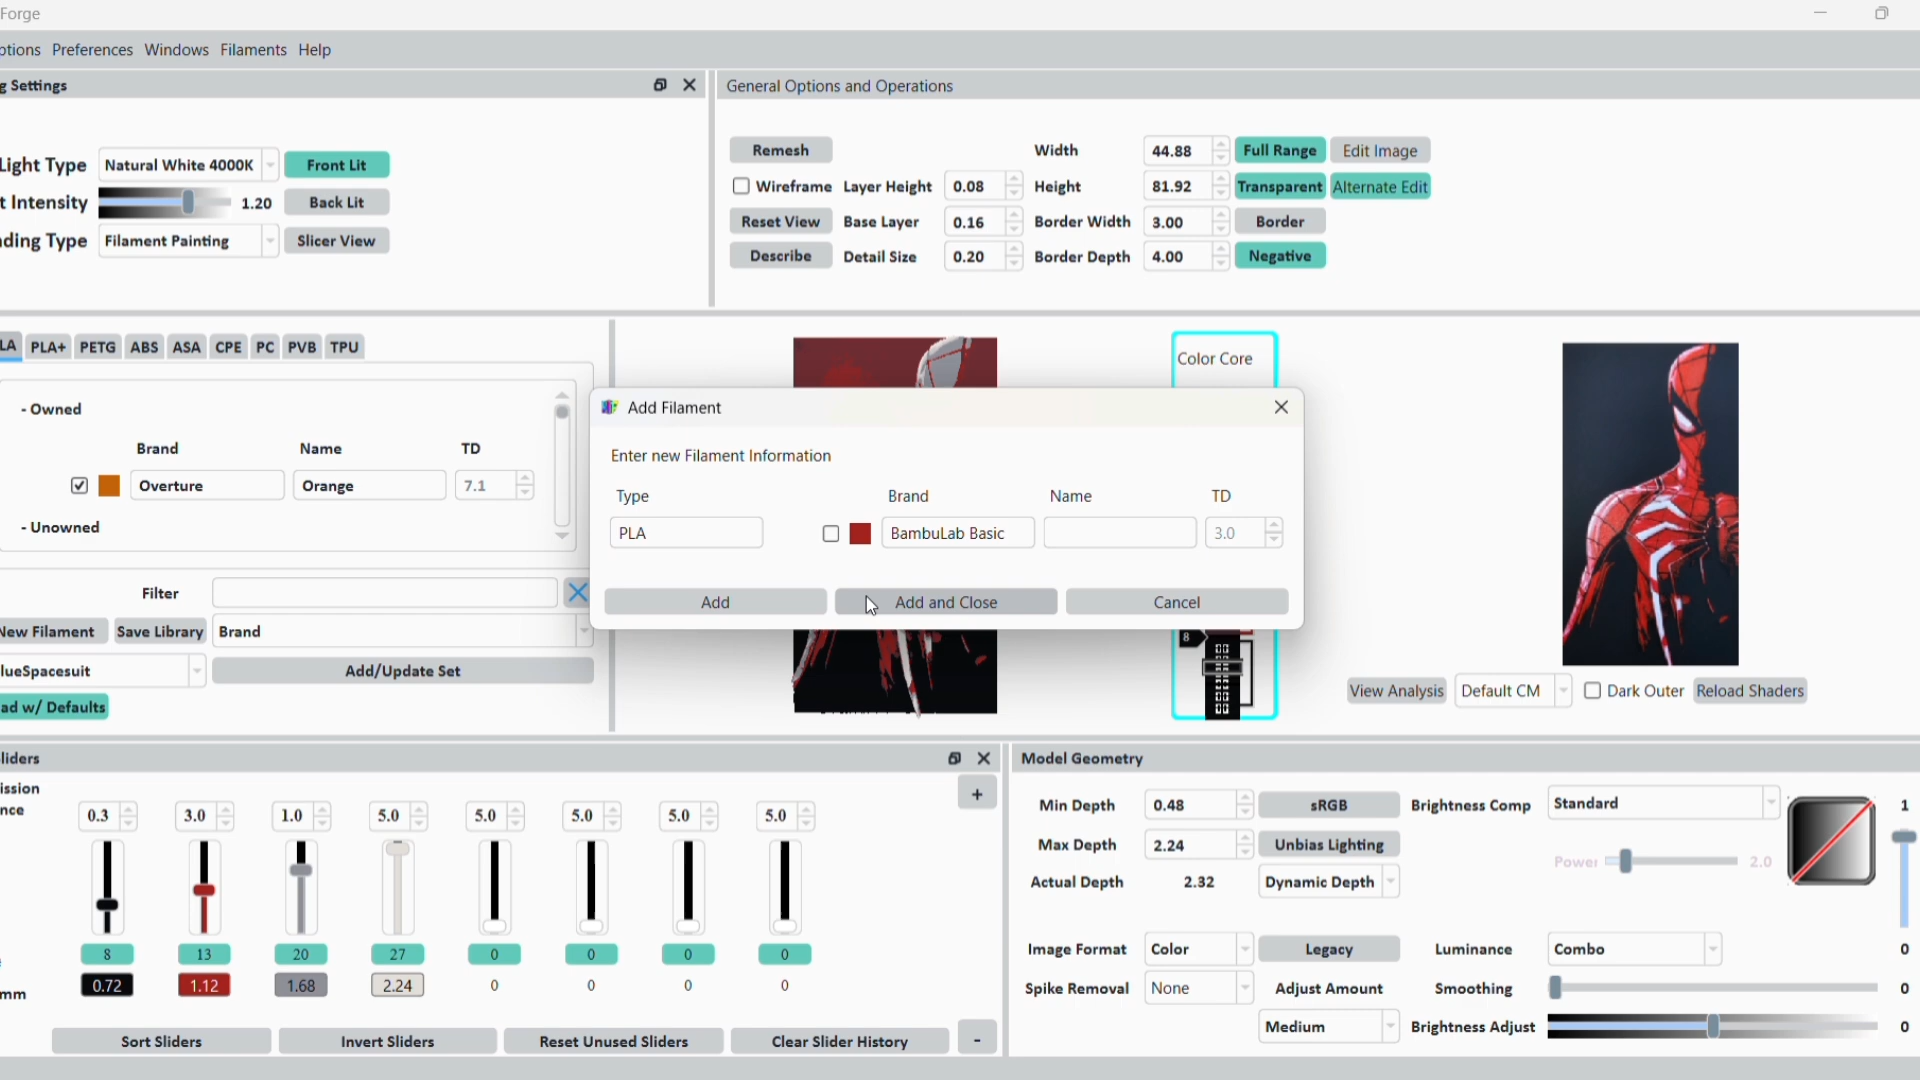 Forge
ptions Preferences Windows Filaments Help
g Settings
General Options and Operations
Light Type Natural White 4000K Front Lit
t Intensity 1.20 Back Lit
ding Type Filament Painting Slicer View
Remesh Width 44.88 Full Range Edit Image
Wireframe Layer Height 0.08 Height 81.92 Transparent Alternate Edit
Reset View Base Layer 0.16 Border Width 3.00 Border
Describe Detail Size 0.20 Border Depth 4.00 Negative
LA PLA+ PETG ABS ASA CPE PC PVB TPU
- Owned
Brand Name TD
Overture Orange 7.1
- Unowned
Filter
New Filament Save Library Brand
lueSpacesuit Add/Update Set
ad w/ Defaults
Color Core
8
Add Filament
Enter new Filament Information
Type Brand Name TD
PLA BambuLab Basic 3.0
Add Add and Close Cancel
View Analysis Default CM Dark Outer Reload Shaders
liders
ission
nce
0.3 3.0 1.0 5.0 5.0 5.0 5.0 5.0
+
8 13 20 27 0 0 0 0
mm 0.72 1.12 1.68 2.24 0 0 0 0
Sort Sliders Invert Sliders Reset Unused Sliders Clear Slider History -
Model Geometry
Min Depth 0.48 sRGB Brightness Comp Standard 1
Max Depth 2.24 Unbias Lighting Power 2.0
Actual Depth 2.32 Dynamic Depth
Image Format Color Legacy Luminance Combo 0
Spike Removal None Adjust Amount Smoothing 0
Medium Brightness Adjust 0